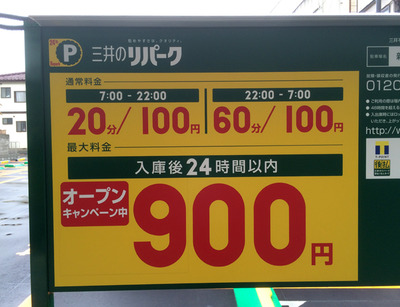 P
三井のリパーク
通常料金
7:00 - 22:00
22:00 - 7:00
20分/100円
60分/100円
最大料金
入庫後24時間以内
オープン
キャンペーン中
900円
三井
0120
http://w